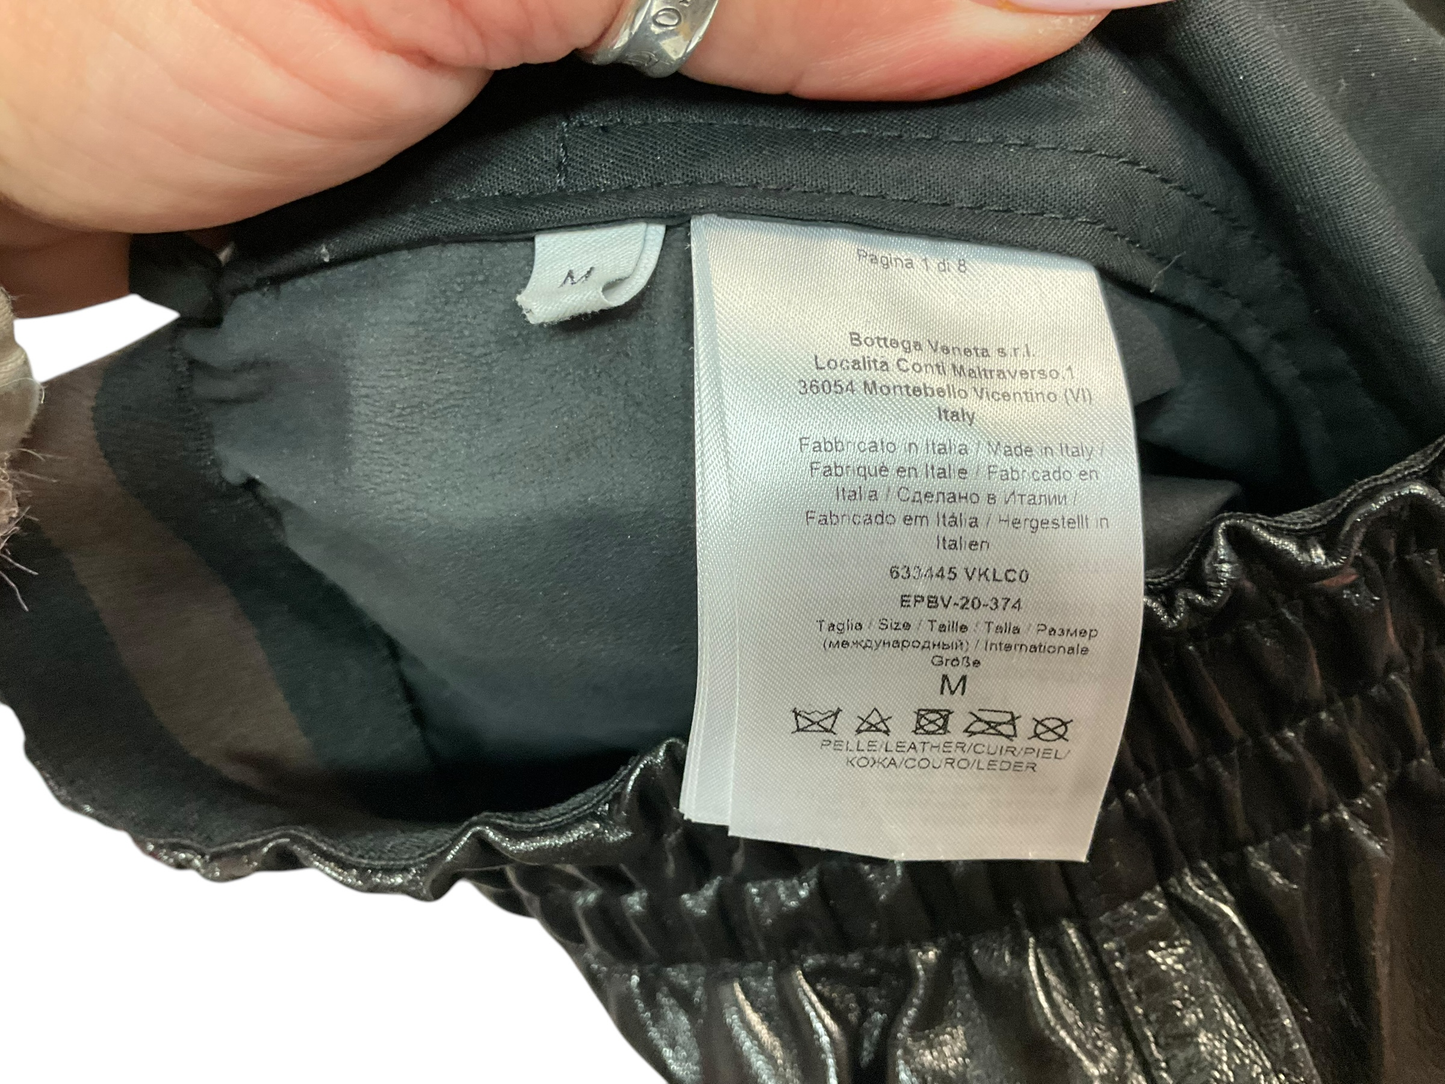 M
Pagina 1 di 8
Bottega Veneta s.r.l.
Località Conti Maltraverso,1
36054 Montebello Vicentino (VI)
Italy
Fabbricato in Italia / Made in Italy /
Fabriqué en Italie / Fabricado en
Italia / Сделано в Италии /
Fabricado em Itália / Hergestellt in
Italien
633445 VKLC0
EPBV-20-374
Taglia / Size / Taille / Talla / Размер
(международный) / Internationale
Größe
M
PELLE/LEATHER/CUIR/PIEL/
КОЖА/COURO/LEDER